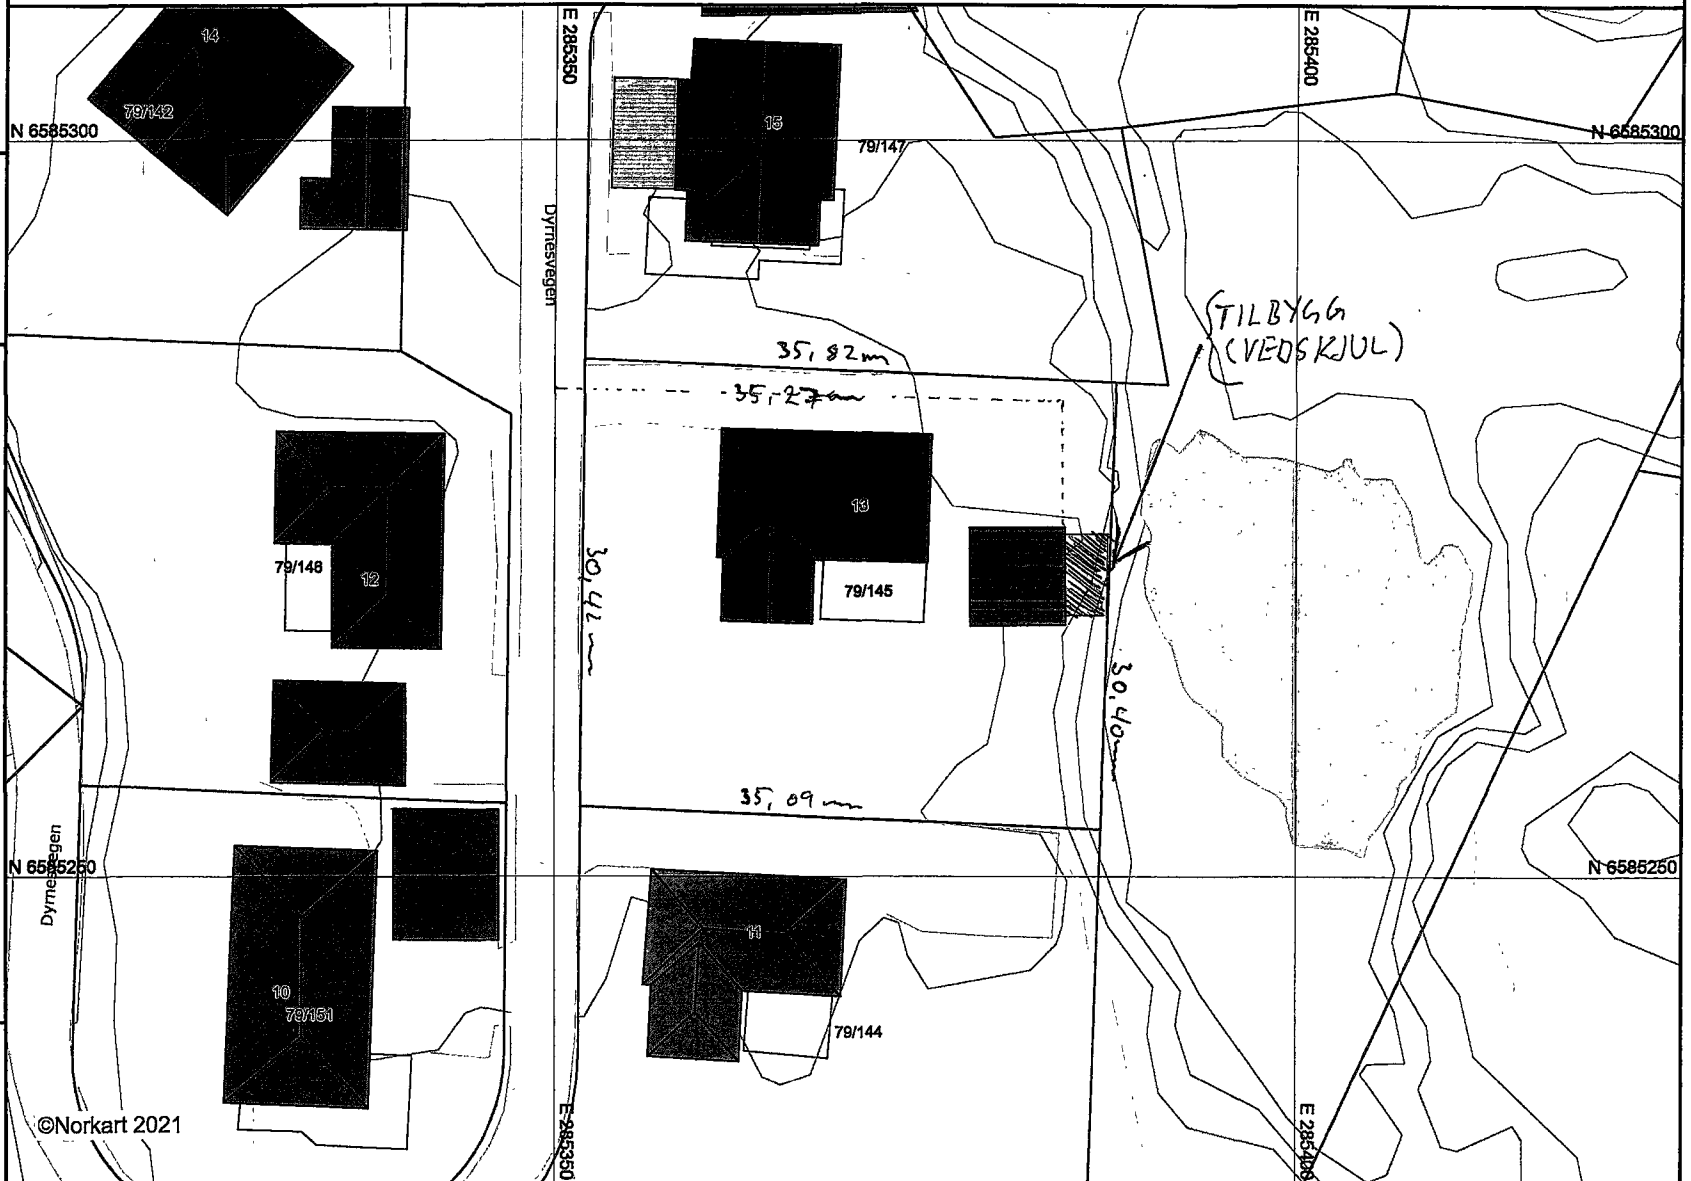 14
E 285350
E 285400
79/142
15
N 6585300
N 6585300
79/147
Dyrnesvegen
TILBYGG
(VEDSKJUL)
35,82m
35,27m
13
30,42m
79/148
12
79/145
30,40m
35,09m
Dyrnesvegen
N 6585250
N 6585250
11
10
79/151
79/144
©Norkart 2021
E 285350
E 285400